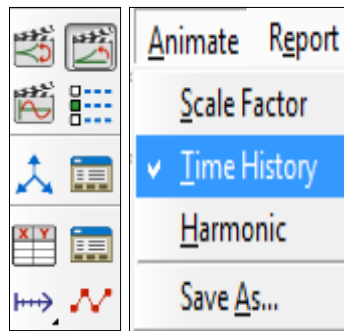 Animate Report
Scale Factor
Time History
Harmonic
Save As...
X Y